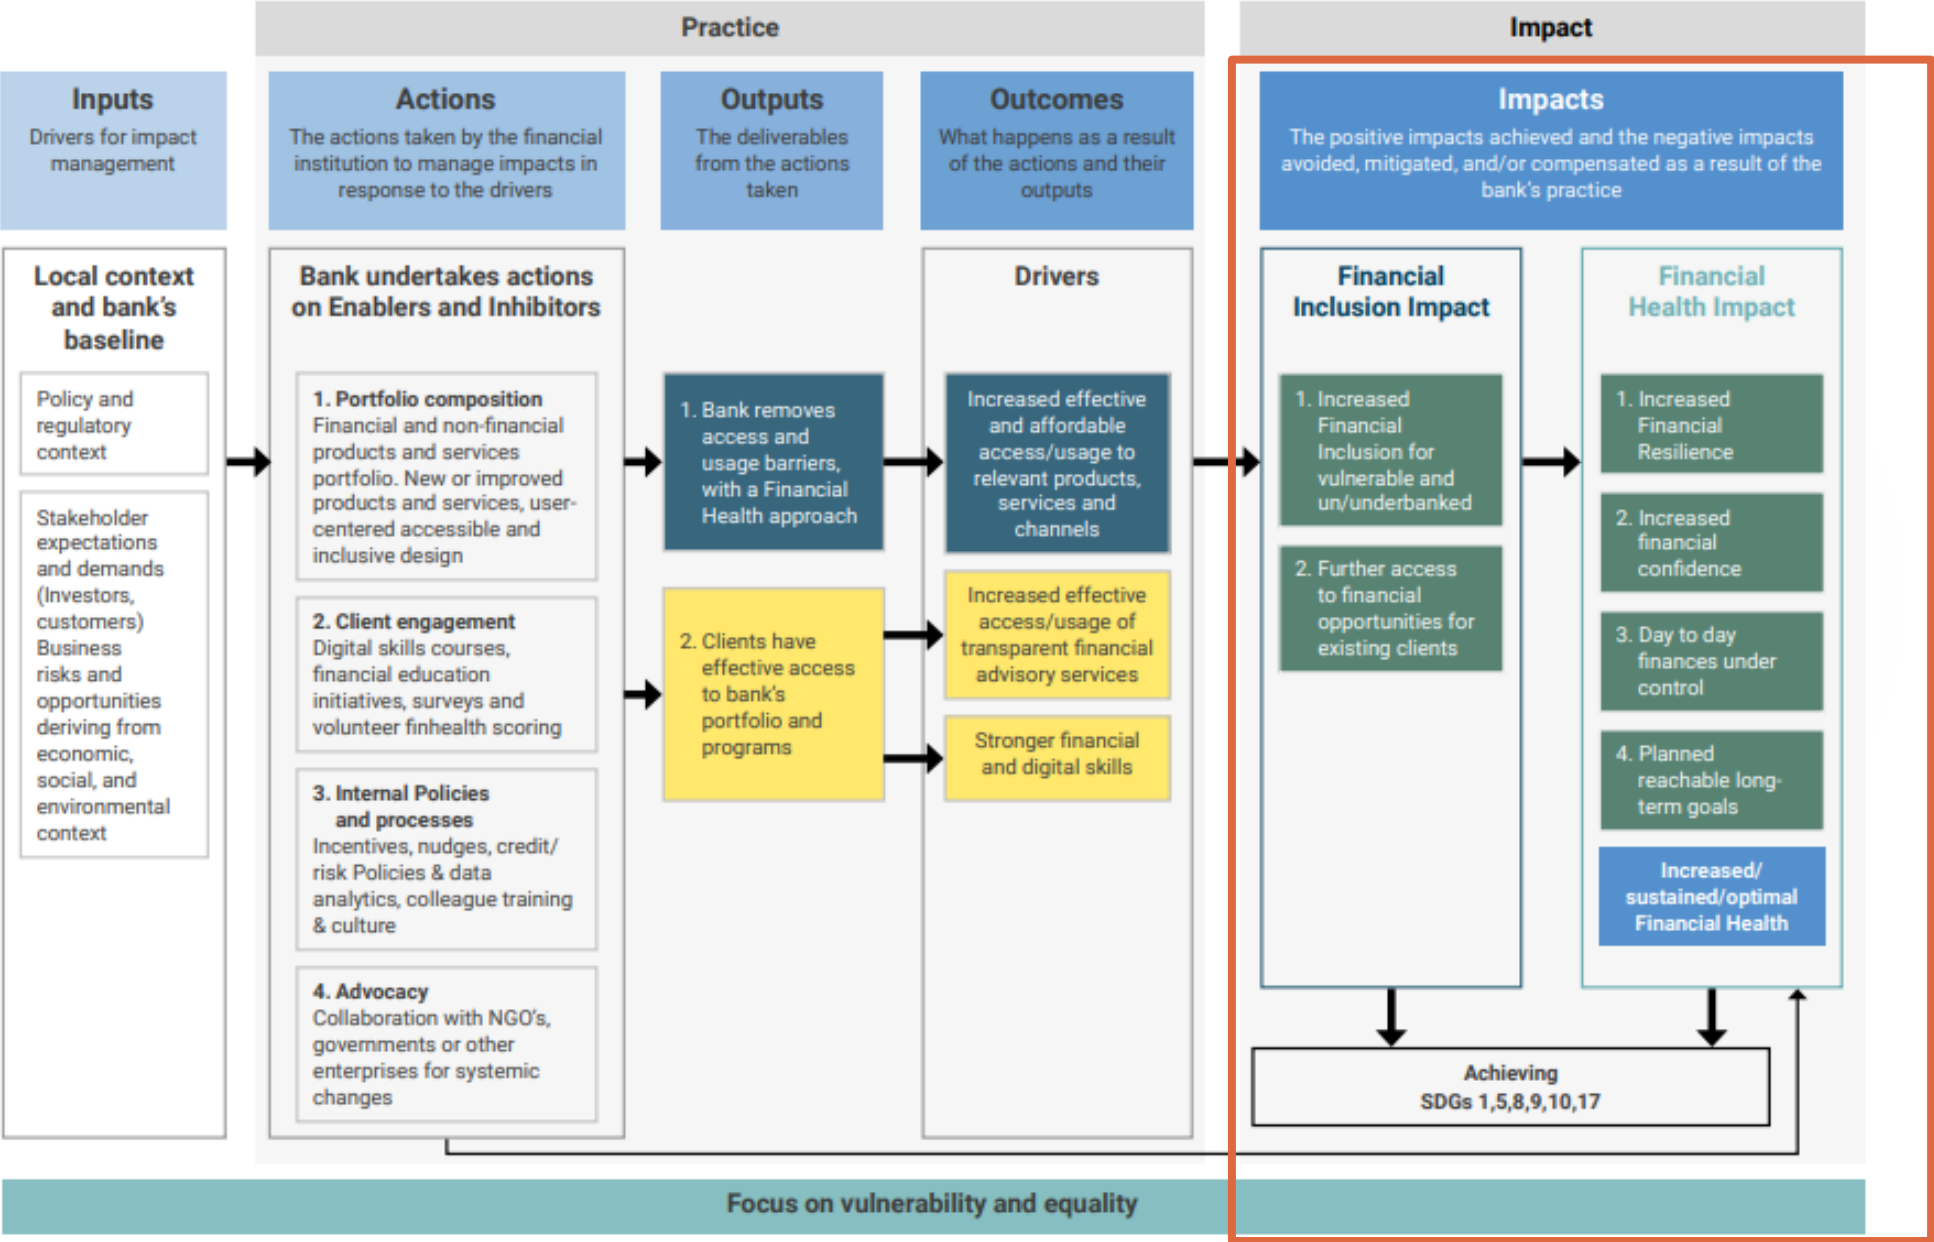 Practice
Impact
Inputs
Drivers for impact
management
Actions
The actions taken by the financial
institution to manage impacts in
response to the drivers
Outputs
The deliverables
from the actions
taken
Outcomes
What happens as a result
of the actions and their
outputs
Impacts
The positive impacts achieved and the negative impacts
avoided, mitigated, and/or compensated as a result of the
bank's practice
Local context
and bank's
baseline
Policy and
regulatory
context
Stakeholder
expectations
and demands
(Investors,
customers)
Business
risks and
opportunities
deriving from
economic,
social, and
environmental
context
Bank undertakes actions
on Enablers and Inhibitors
1. Portfolio composition
Financial and non-financial
products and services
portfolio. New or improved
products and services, user-
centered accessible and
inclusive design
2. Client engagement
Digital skills courses,
financial education
initiatives, surveys and
volunteer finhealth scoring
3. Internal Policies
and processes
Incentives, nudges, credit/
risk Policies & data
analytics, colleague training
& culture
4. Advocacy
Collaboration with NGO's,
governments or other
enterprises for systemic
changes
1. Bank removes
access and
usage barriers,
with a Financial
Health approach
2. Clients have
effective access
to bank's
portfolio and
programs
Drivers
Increased effective
and affordable
access/usage to
relevant products,
services and
channels
Increased effective
access/usage of
transparent financial
advisory services
Stronger financial
and digital skills
Financial
Inclusion Impact
1. Increased
Financial
Inclusion for
vulnerable and
un/underbanked
2. Further access
to financial
opportunities for
existing clients
Financial
Health Impact
1. Increased
Financial
Resilience
2. Increased
financial
confidence
3. Day to day
finances under
control
4. Planned
reachable long-
term goals
Increased/
sustained/optimal
Financial Health
Achieving
SDGs 1,5,8,9,10,17
Focus on vulnerability and equality